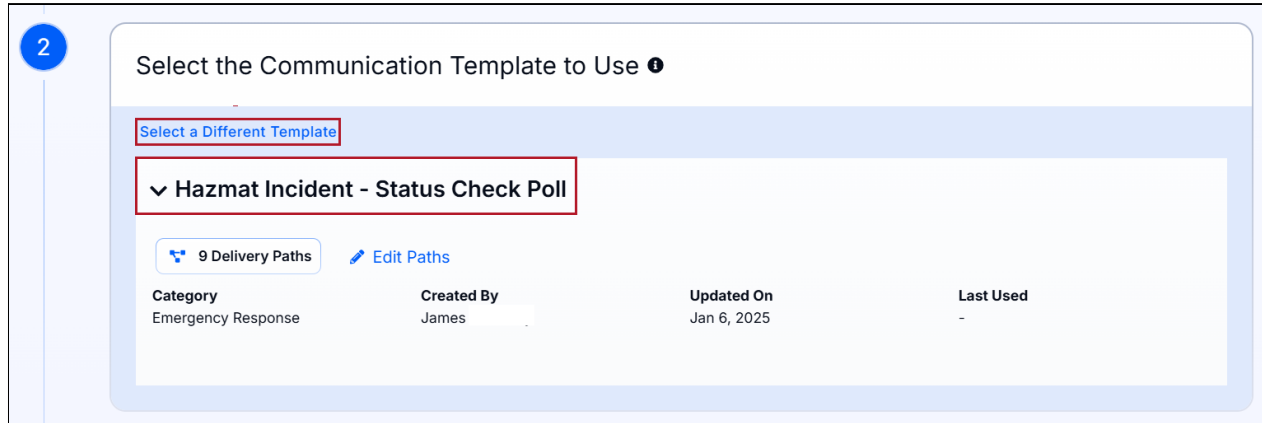 2
Select the Communication Template to Use
Select a Different Template
Hazmat Incident - Status Check Poll
9 Delivery Paths Edit Paths
Category Created By Updated On Last Used
Emergency Response James Jan 6, 2025 -